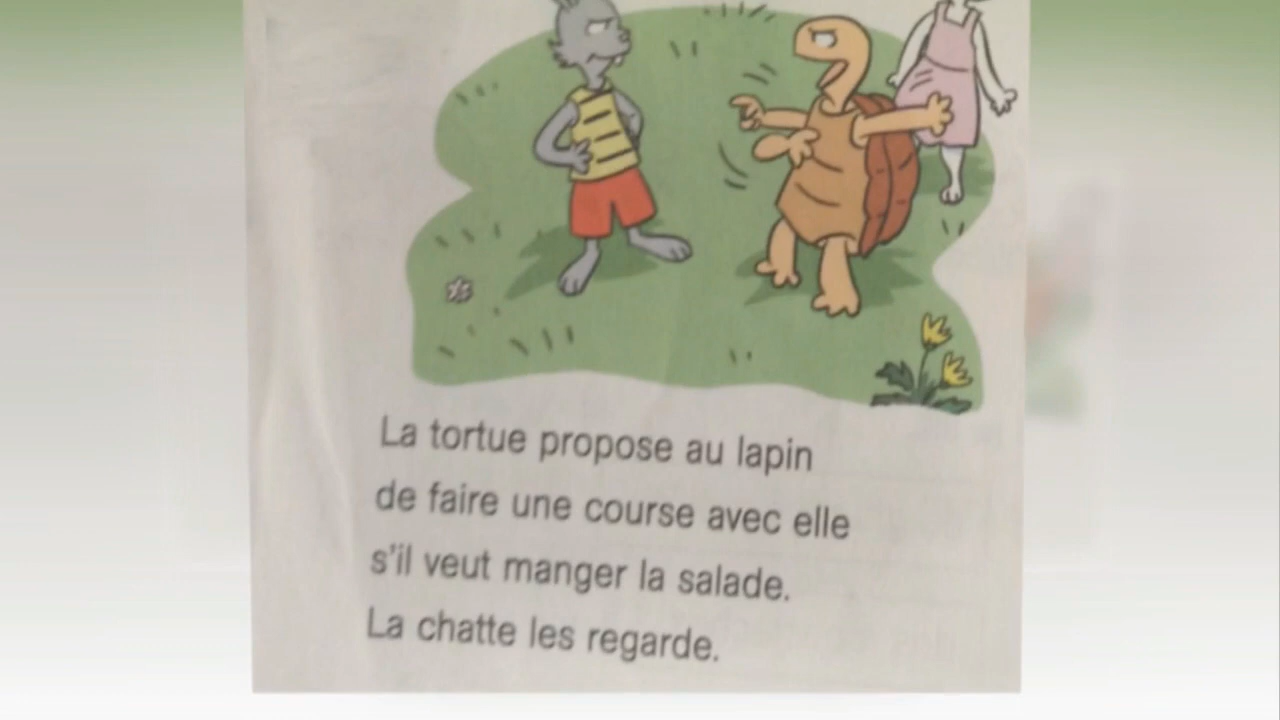 La tortue propose au lapin
de faire une course avec elle
s'il veut manger la salade.
La chatte les regarde.